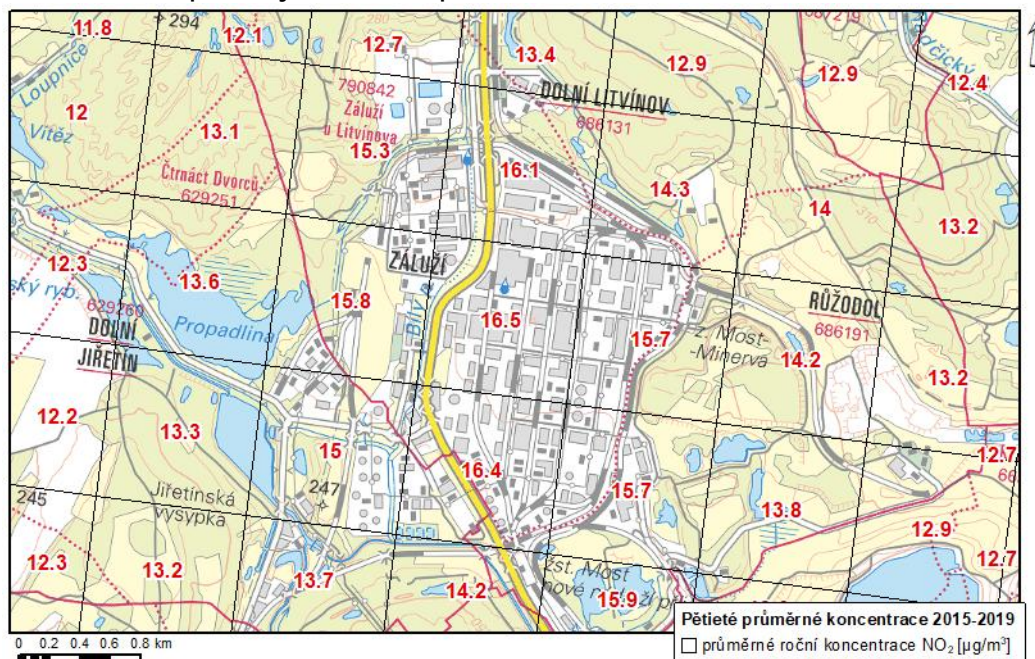 294
11.8
12.1
12.7
13.4
12.9
12.9
12.4
Loupnice
790842
Záluží
u Litvínova
DOLNÍ LITVÍNOV
686131
12
Vítěz
13.1
15.3
16.1
14.3
14
13.2
Čtrnáct Dvorců
629251
ZÁLUŽÍ
12.3
13.6
15.8
16.5
15.7
RŮŽODOL
686191
629260
DOLNÍ
JIŘETÍN
Propadlina
ž. Most-
-Minerva
14.2
13.2
12.2
13.3
15
16.4
15.7
12.7
245
Jiřetínská
výsypka
247
13.8
12.9
12.7
12.3
13.2
13.7
14.2
15.9
žst. Most
Pětieté průměrné koncentrace 2015-2019
průměrné roční koncentrace NO₂ [µg/m³]
0 0.2 0.4 0.6 0.8 km